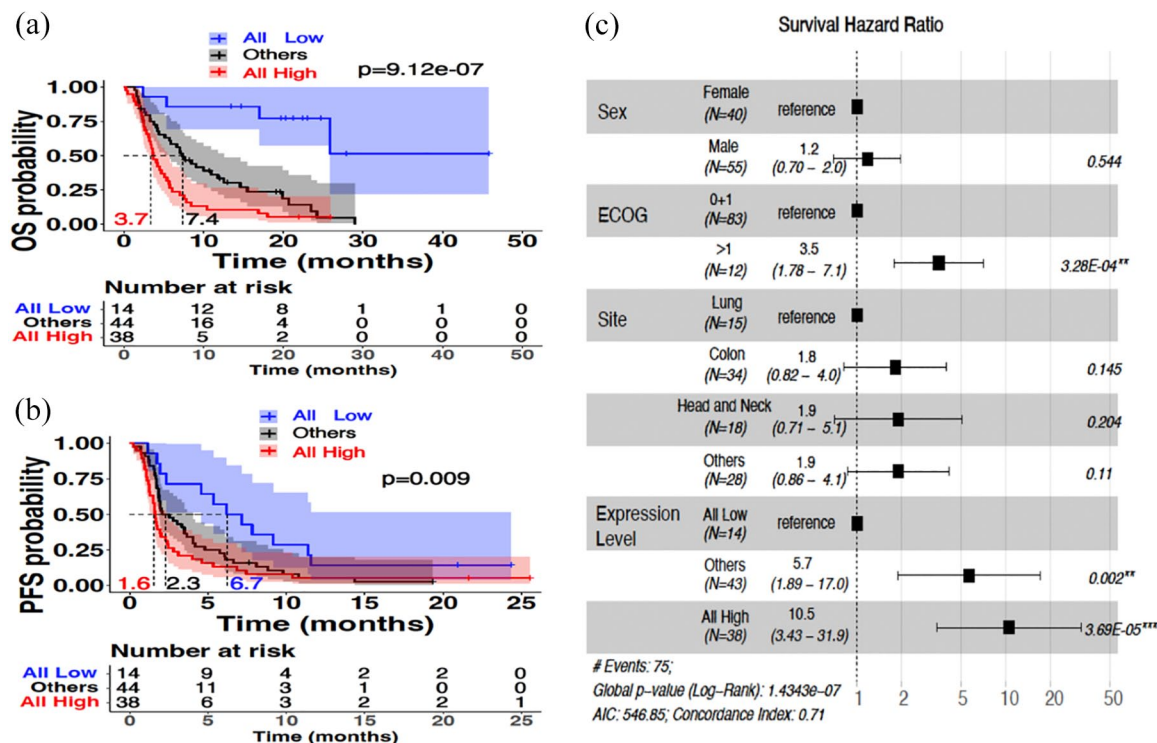 (a)
All Low
Others
All High
p=9.12e-07
OS probability
1.00
0.75
0.50
0.25
0.00
3.7
7.4
0 10 20 30 40 50
Time (months)
Number at risk
All Low 14 12 8 1 1 0
Others 44 16 4 0 0 0
All High 38 5 2 0 0 0
0 10 20 30 40 50
Time (months)
(b)
All Low
Others
All High
p=0.009
PFS probability
1.00
0.75
0.50
0.25
0.00
1.6
2.3
6.7
0 5 10 15 20 25
Time (months)
Number at risk
All Low 14 9 4 2 2 0
Others 44 11 3 1 0 0
All High 38 6 3 2 2 1
0 5 10 15 20 25
Time (months)
(c)
Survival Hazard Ratio
Sex
Female
(N=40)
reference
Male
(N=55)
1.2
(0.70 – 2.0)
0.544
ECOG
0+1
(N=83)
reference
>1
(N=12)
3.5
(1.78 – 7.1)
3.28E-04**
Site
Lung
(N=15)
reference
Colon
(N=34)
1.8
(0.82 – 4.0)
0.145
Head and Neck
(N=18)
1.9
(0.71 – 5.1)
0.204
Others
(N=28)
1.9
(0.86 – 4.1)
0.11
Expression
Level
All Low
(N=14)
reference
Others
(N=43)
5.7
(1.89 – 17.0)
0.002**
All High
(N=38)
10.5
(3.43 – 31.9)
3.69E-05***
# Events: 75;
Global p-value (Log-Rank): 1.4343e-07
AIC: 546.85; Concordance Index: 0.71
1 2 5 10 20 50